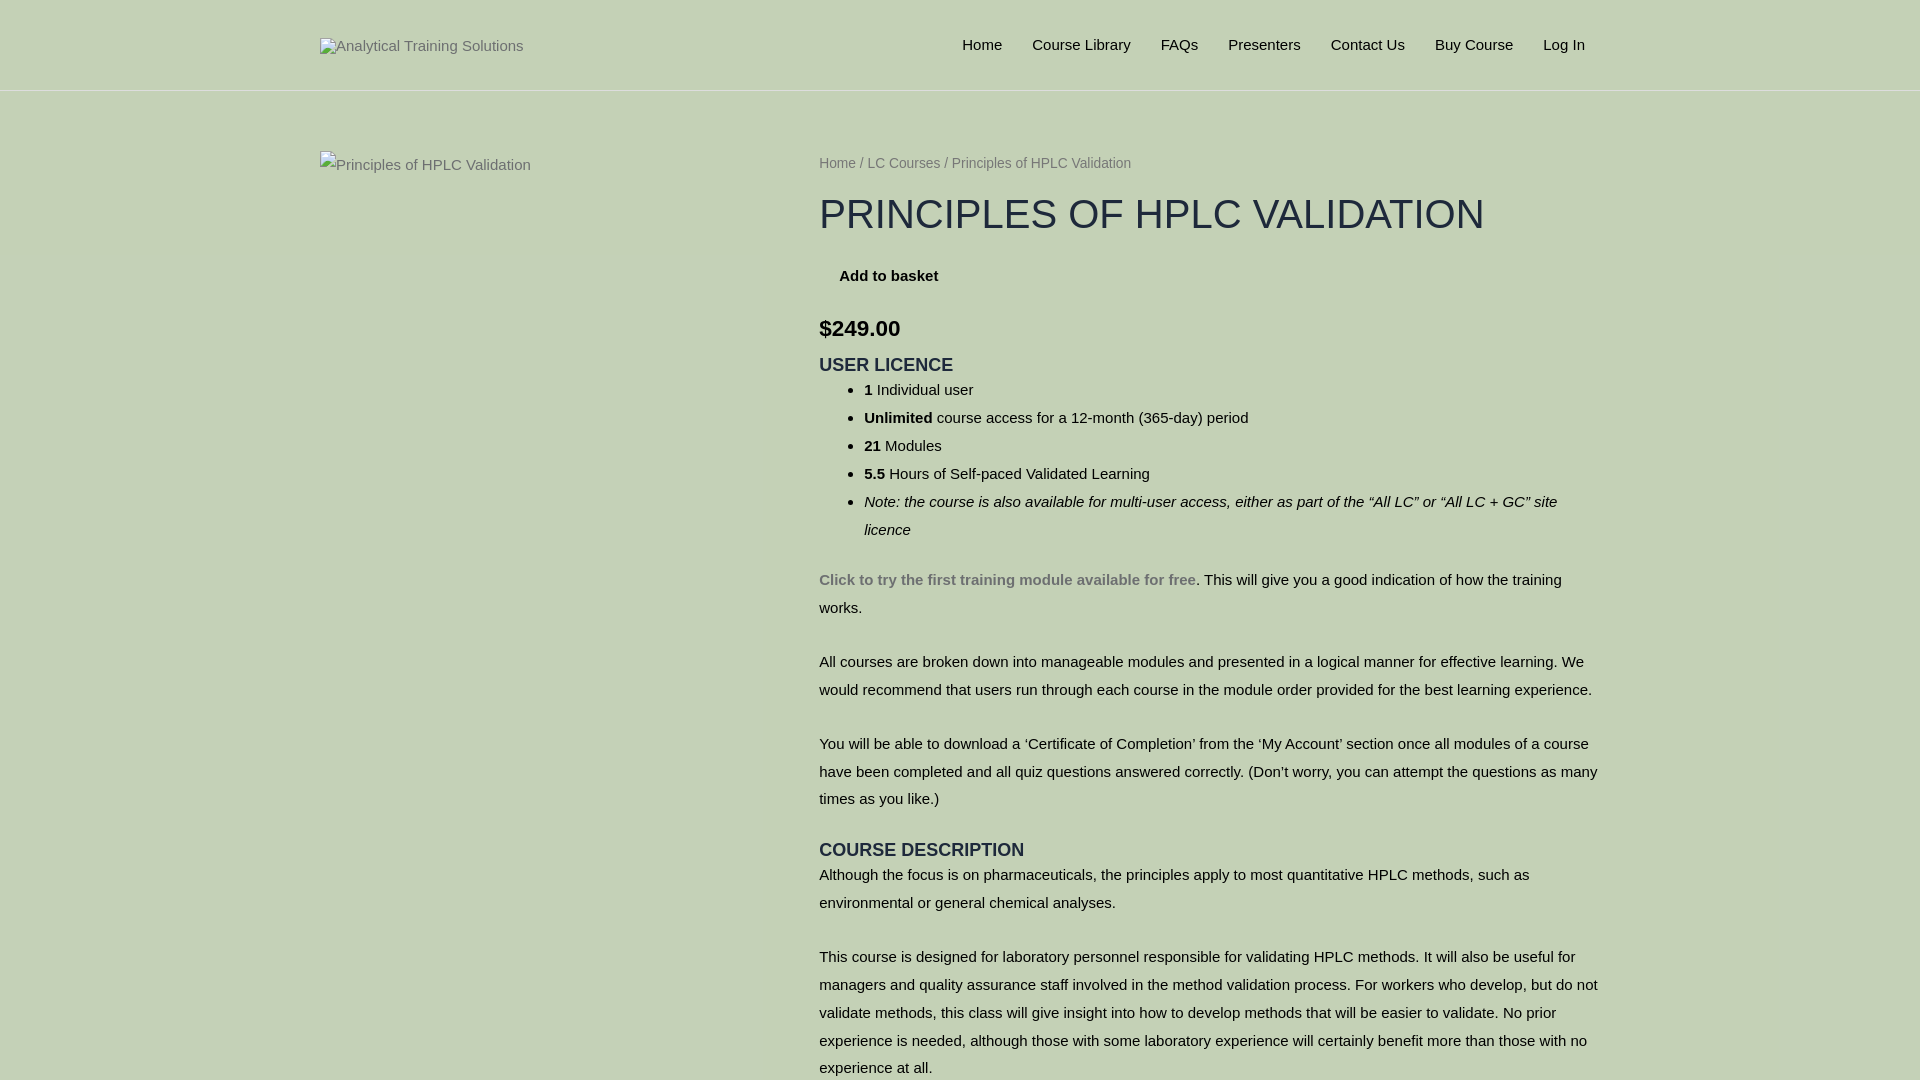 Analytical Training Solutions
Home Course Library FAQs Presenters Contact Us Buy Course Log In
Principles of HPLC Validation
Home / LC Courses / Principles of HPLC Validation
PRINCIPLES OF HPLC VALIDATION
Add to basket
$249.00
USER LICENCE
1 Individual user
Unlimited course access for a 12-month (365-day) period
21 Modules
5.5 Hours of Self-paced Validated Learning
Note: the course is also available for multi-user access, either as part of the “All LC” or “All LC + GC” site
licence
Click to try the first training module available for free. This will give you a good indication of how the training
works.
All courses are broken down into manageable modules and presented in a logical manner for effective learning. We
would recommend that users run through each course in the module order provided for the best learning experience.
You will be able to download a ‘Certificate of Completion’ from the ‘My Account’ section once all modules of a course
have been completed and all quiz questions answered correctly. (Don’t worry, you can attempt the questions as many
times as you like.)
COURSE DESCRIPTION
Although the focus is on pharmaceuticals, the principles apply to most quantitative HPLC methods, such as
environmental or general chemical analyses.
This course is designed for laboratory personnel responsible for validating HPLC methods. It will also be useful for
managers and quality assurance staff involved in the method validation process. For workers who develop, but do not
validate methods, this class will give insight into how to develop methods that will be easier to validate. No prior
experience is needed, although those with some laboratory experience will certainly benefit more than those with no
experience at all.